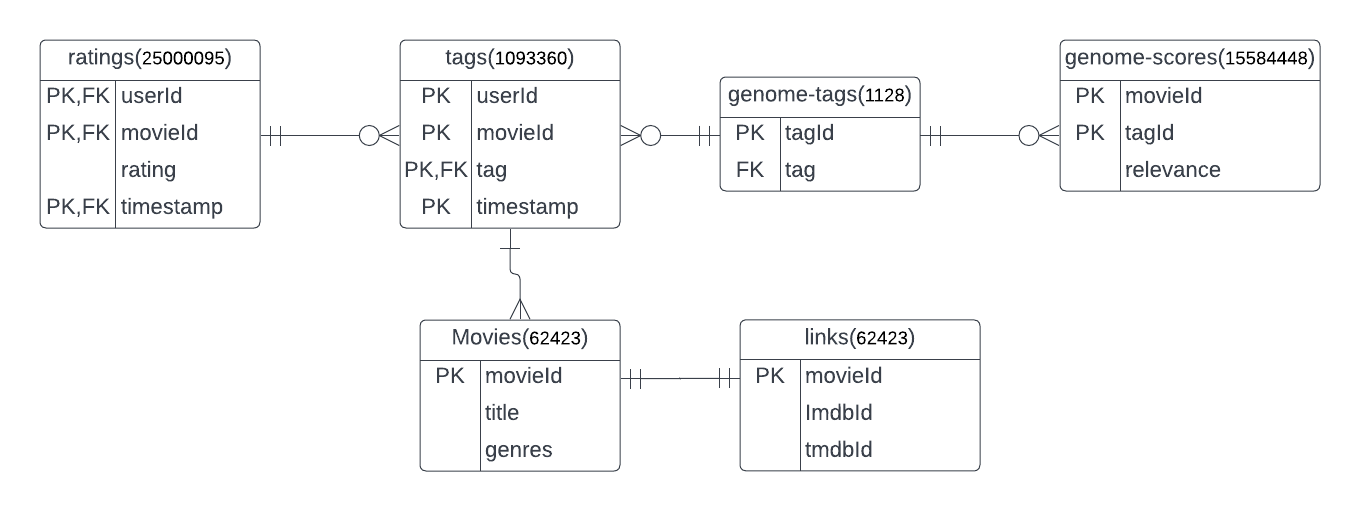 ratings(25000095)
PK,FK userId
PK,FK movieId
rating
PK,FK timestamp
tags(1093360)
PK userId
PK movieId
PK,FK tag
PK timestamp
genome-tags(1128)
PK tagId
FK tag
genome-scores(15584448)
PK movieId
PK tagId
relevance
Movies(62423)
PK movieId
title
genres
links(62423)
PK movieId
ImdbId
tmdbId